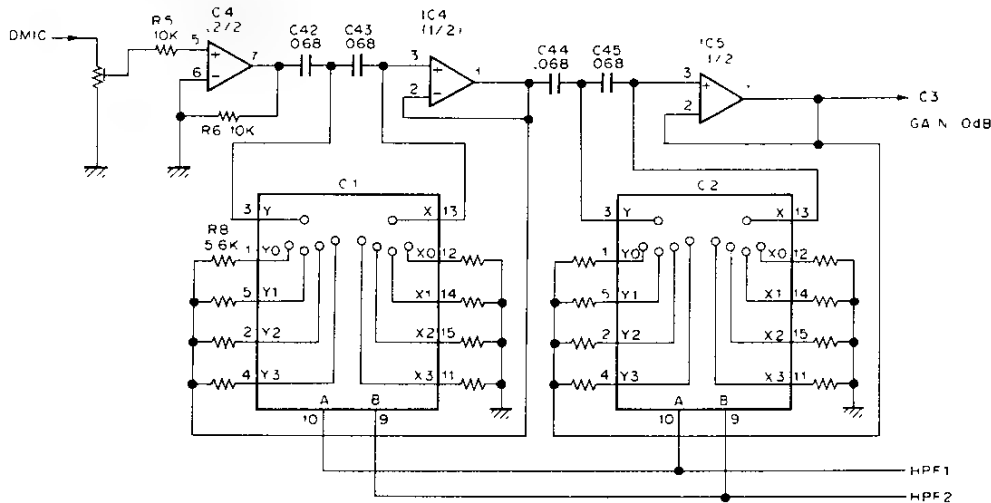 DMIC
R5
10K
C4
2/2
5
6
7
R6 10K
C42
068
C43
068
IC4
(1/2)
3
2
1
C44
.068
C45
068
IC5
1/2
3
2
C3
GAIN 0dB
C1
3 Y
X 13
R8
5.6K
1 Y0
X0 12
5 Y1
X1 14
2 Y2
X2 15
4 Y3
X3 11
A B
10 9
C2
3 Y
X 13
1 Y0
X0 12
5 Y1
X1 14
2 Y2
X2 15
4 Y3
X3 11
A B
10 9
HPF1
HPF2